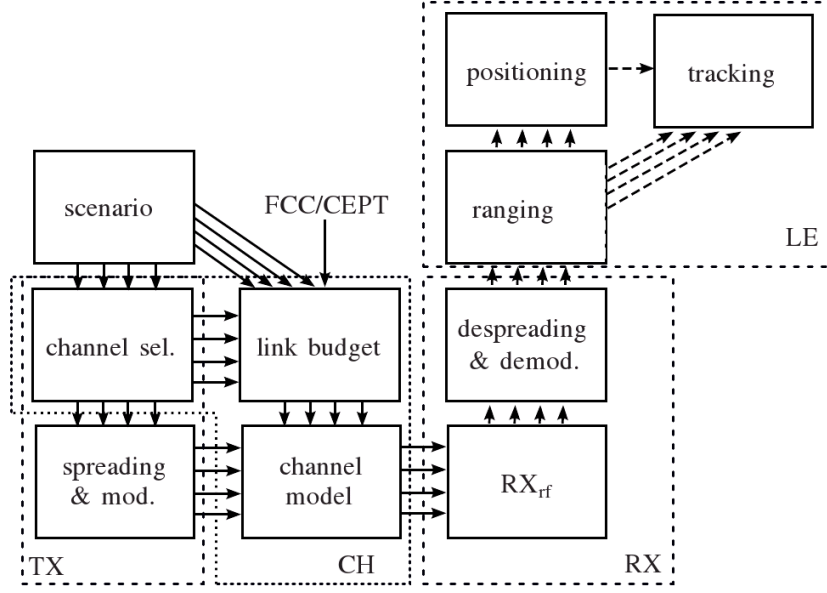 positioning
tracking
scenario
FCC/CEPT
ranging
LE
channel sel.
link budget
despreading
& demod.
spreading
& mod.
channel
model
RXrf
TX
CH
RX